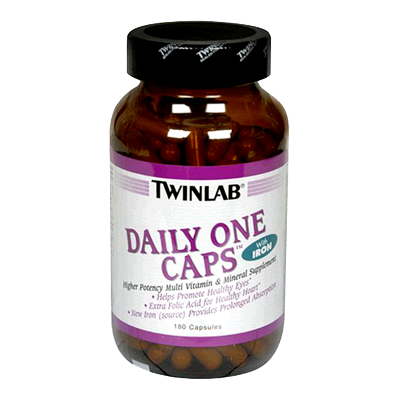 TWINLAB
TWINLAB®
DAILY ONE
CAPS™
With
IRON
Higher Potency Multi Vitamin & Mineral Supplement
• Helps Promote Healthy Eyes*
• Extra Folic Acid for Healthy Heart*
• New Iron (source) Provides Prolonged Absorption
180 Capsules